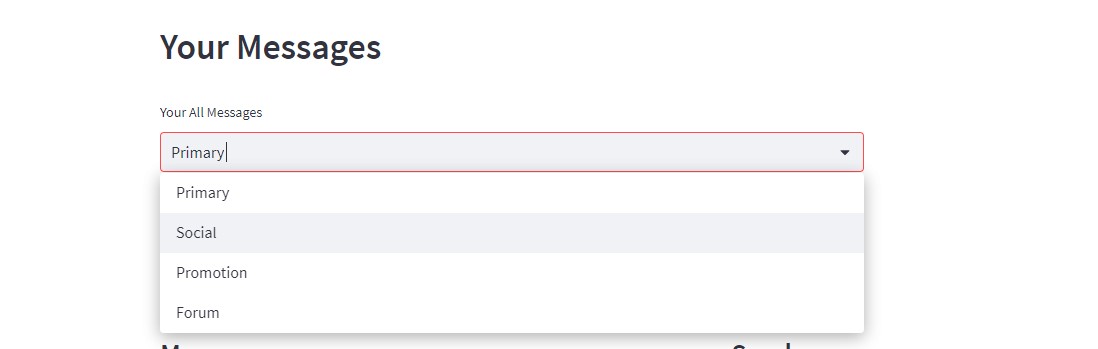 Your Messages
Your All Messages
Primary
Primary
Social
Promotion
Forum